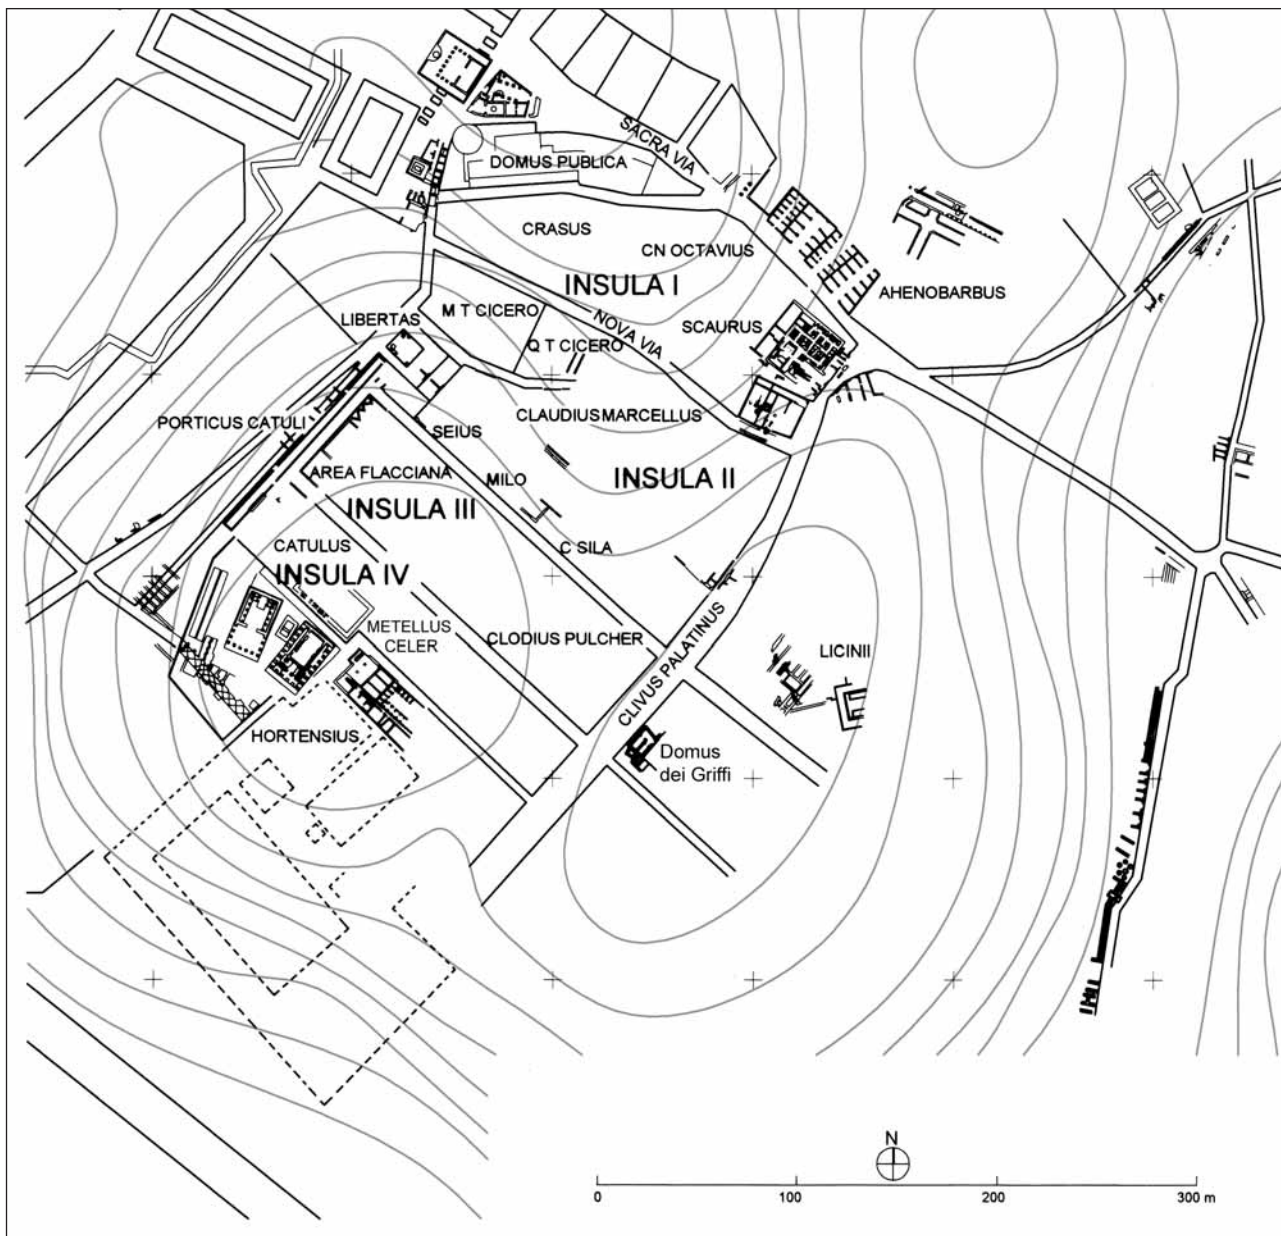 SACRA VIA
DOMUS PUBLICA
CRASUS
CN OCTAVIUS
INSULA I
AHENOBARBUS
M T CICERO
LIBERTAS
NOVA VIA
SCAURUS
Q T CICERO
CLAUDIUS MARCELLUS
PORTICUS CATULI
SEIUS
AREA FLACCIANA
MILO
INSULA II
INSULA III
CATULUS
C SILA
INSULA IV
METELLUS
CELER
CLODIUS PULCHER
CLIVUS PALATINUS
LICINII
HORTENSIUS
Domus
dei Griffi
N
0 100 200 300 m